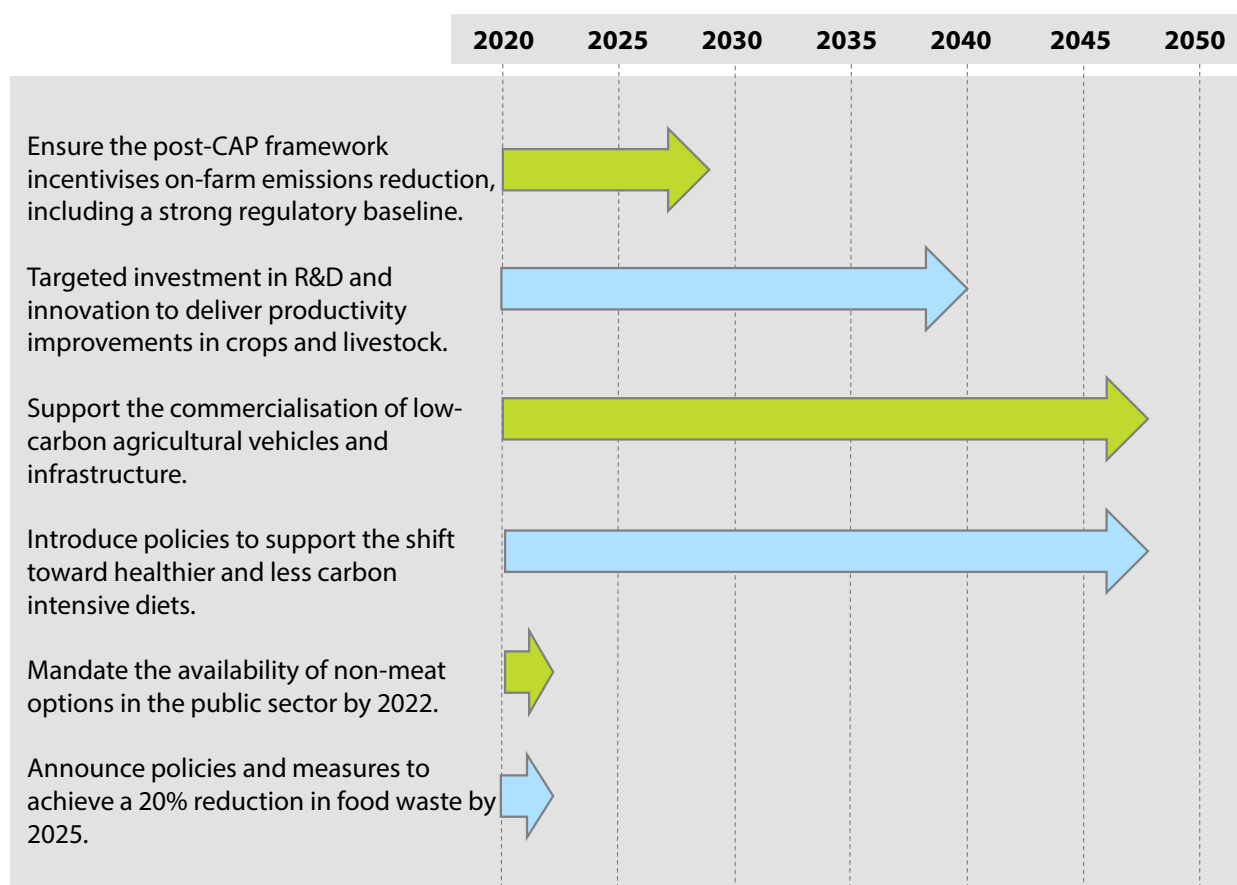 2020 2025 2030 2035 2040 2045 2050
Ensure the post-CAP framework
incentivises on-farm emissions reduction,
including a strong regulatory baseline.
Targeted investment in R&D and
innovation to deliver productivity
improvements in crops and livestock.
Support the commercialisation of low-
carbon agricultural vehicles and
infrastructure.
Introduce policies to support the shift
toward healthier and less carbon
intensive diets.
Mandate the availability of non-meat
options in the public sector by 2022.
Announce policies and measures to
achieve a 20% reduction in food waste by
2025.